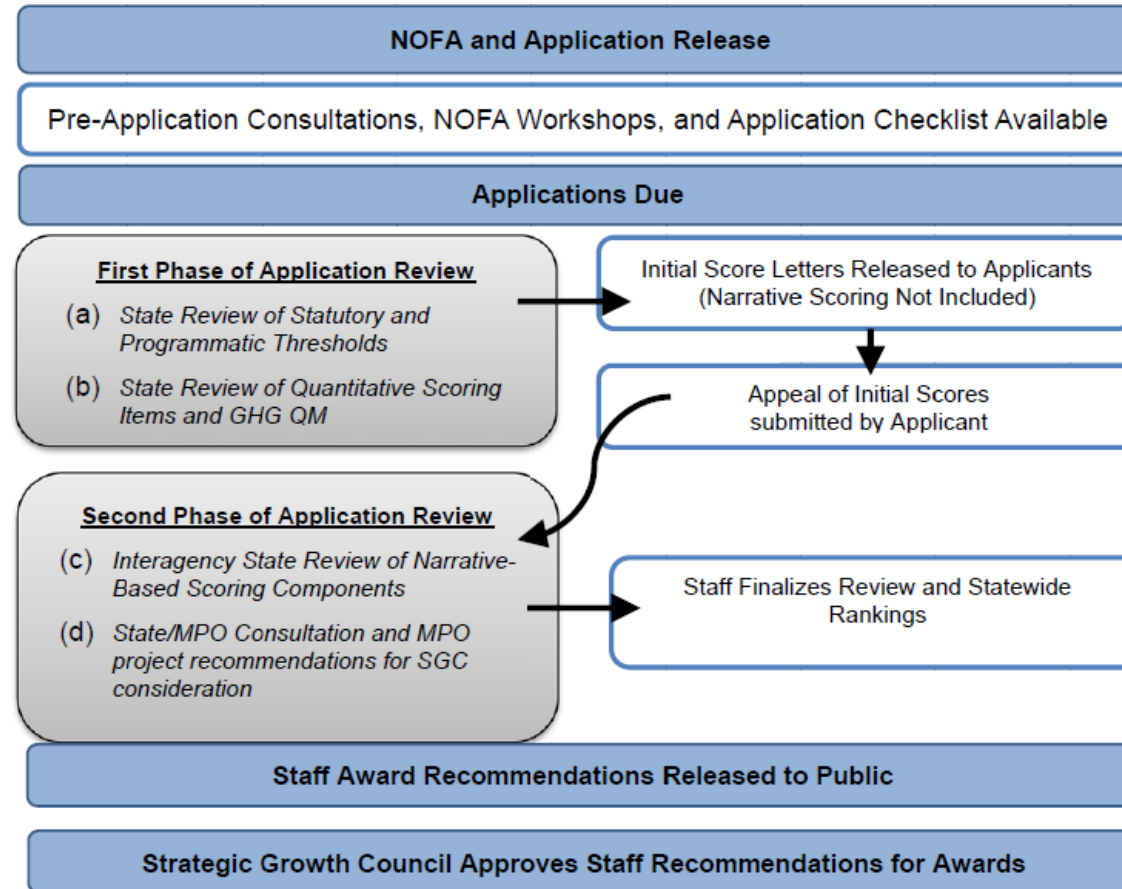 NOFA and Application Release
Pre-Application Consultations, NOFA Workshops, and Application Checklist Available
Applications Due
First Phase of Application Review
(a) State Review of Statutory and
Programmatic Thresholds
(b) State Review of Quantitative Scoring
Items and GHG QM
Initial Score Letters Released to Applicants
(Narrative Scoring Not Included)
Appeal of Initial Scores
submitted by Applicant
Second Phase of Application Review
(c) Interagency State Review of Narrative-
Based Scoring Components
(d) State/MPO Consultation and MPO
project recommendations for SGC
consideration
Staff Finalizes Review and Statewide
Rankings
Staff Award Recommendations Released to Public
Strategic Growth Council Approves Staff Recommendations for Awards